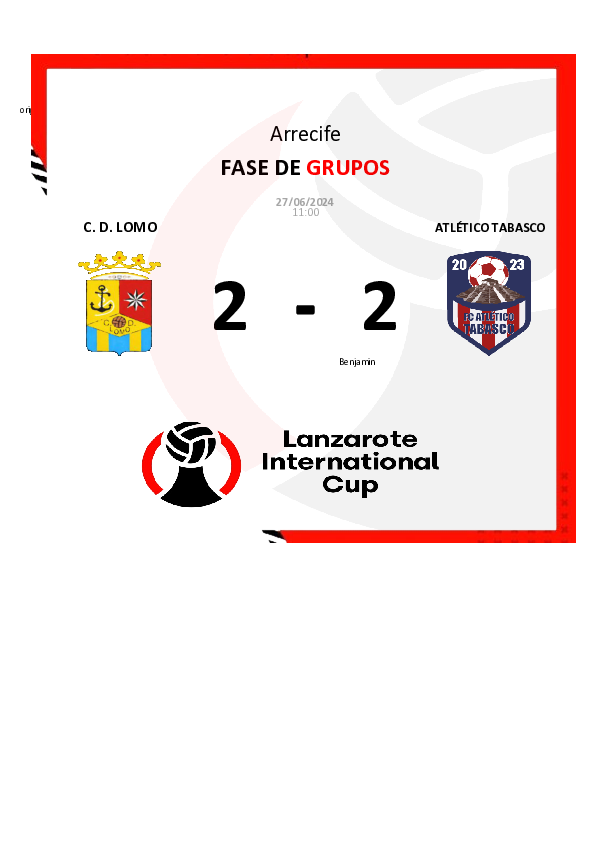 Arrecife
FASE DE GRUPOS
27/06/2024
11:00
C. D. LOMO
ATLÉTICO TABASCO
20 23
FC ATLÉTICO
TABASCO
C. D.
2 - 2
Benjamin
Lanzarote
International
Cup